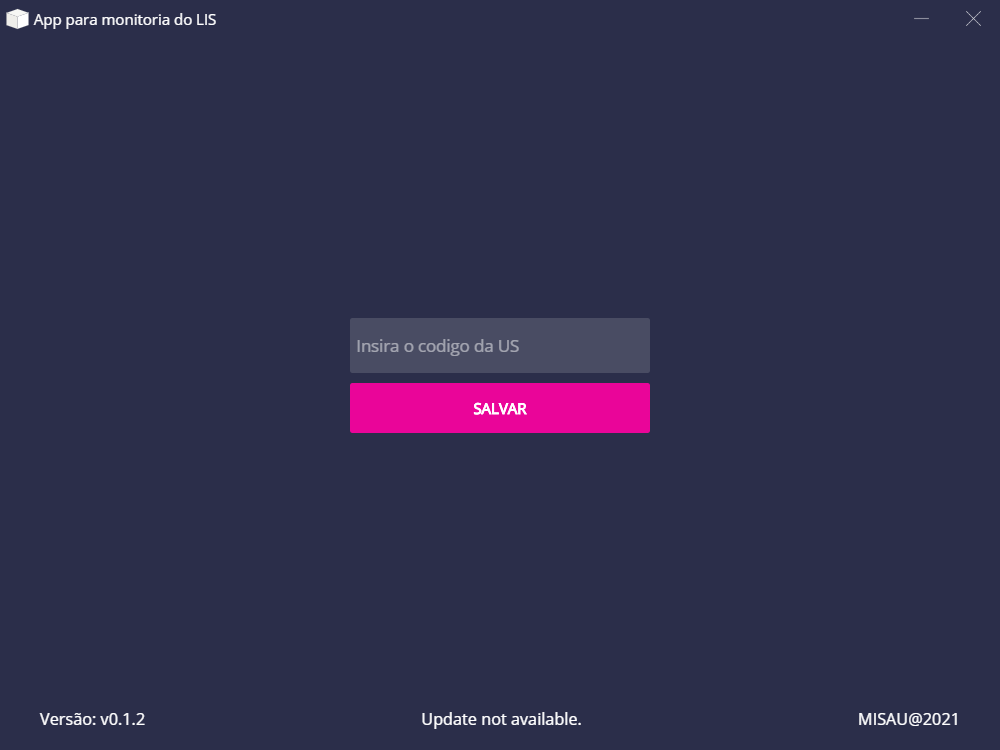 App para monitoria do LIS
Insira o codigo da US
SALVAR
Versão: v0.1.2
Update not available.
MISAU@2021